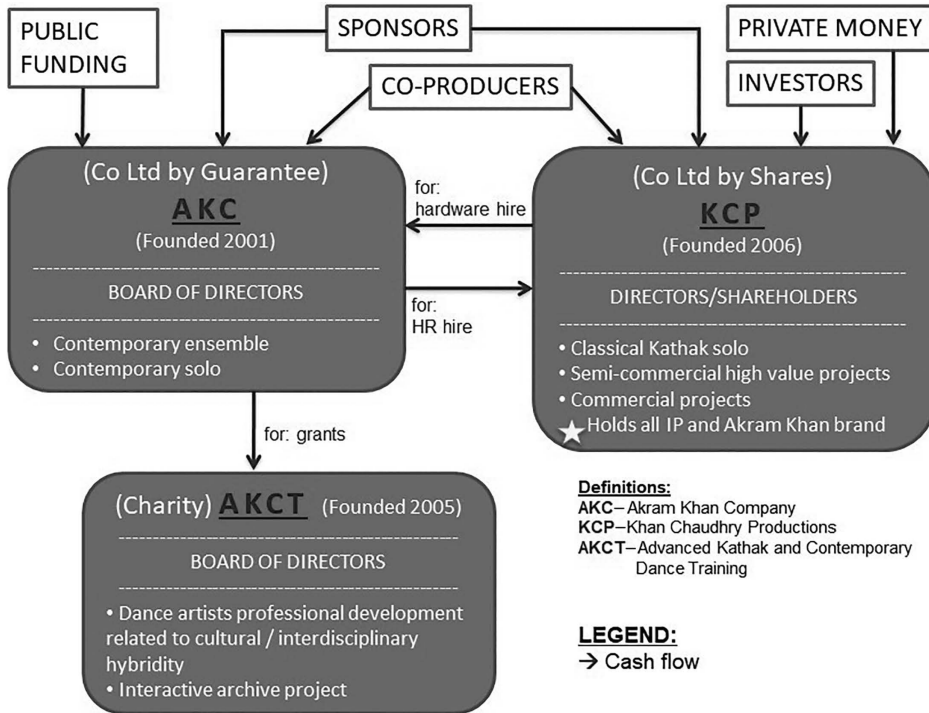 PUBLIC
FUNDING
SPONSORS
PRIVATE MONEY
CO-PRODUCERS
INVESTORS
(Co Ltd by Guarantee)
AKC
(Founded 2001)
BOARD OF DIRECTORS
• Contemporary ensemble
• Contemporary solo
for:
hardware hire
for:
HR hire
(Co Ltd by Shares)
KCP
(Founded 2006)
DIRECTORS/SHAREHOLDERS
• Classical Kathak solo
• Semi-commercial high value projects
• Commercial projects
Holds all IP and Akram Khan brand
for: grants
(Charity) AKCT (Founded 2005)
BOARD OF DIRECTORS
• Dance artists professional development
related to cultural / interdisciplinary
hybridity
• Interactive archive project
Definitions:
AKC–Akram Khan Company
KCP–Khan Chaudhry Productions
AKCT–Advanced Kathak and Contemporary
Dance Training
LEGEND:
→ Cash flow